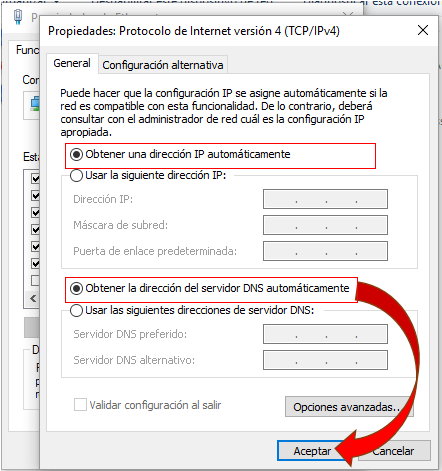 Propiedades: Protocolo de Internet versión 4 (TCP/IPv4)
General
Configuración alternativa
Puede hacer que la configuración IP se asigne automáticamente si la
red es compatible con esta funcionalidad. De lo contrario, deberá
consultar con el administrador de red cuál es la configuración IP
apropiada.
Obtener una dirección IP automáticamente
Usar la siguiente dirección IP:
Dirección IP:
Máscara de subred:
Puerta de enlace predeterminada:
Obtener la dirección del servidor DNS automáticamente
Usar las siguientes direcciones de servidor DNS:
Servidor DNS preferido:
Servidor DNS alternativo:
Validar configuración al salir
Opciones avanzadas...
Aceptar
Cancelar